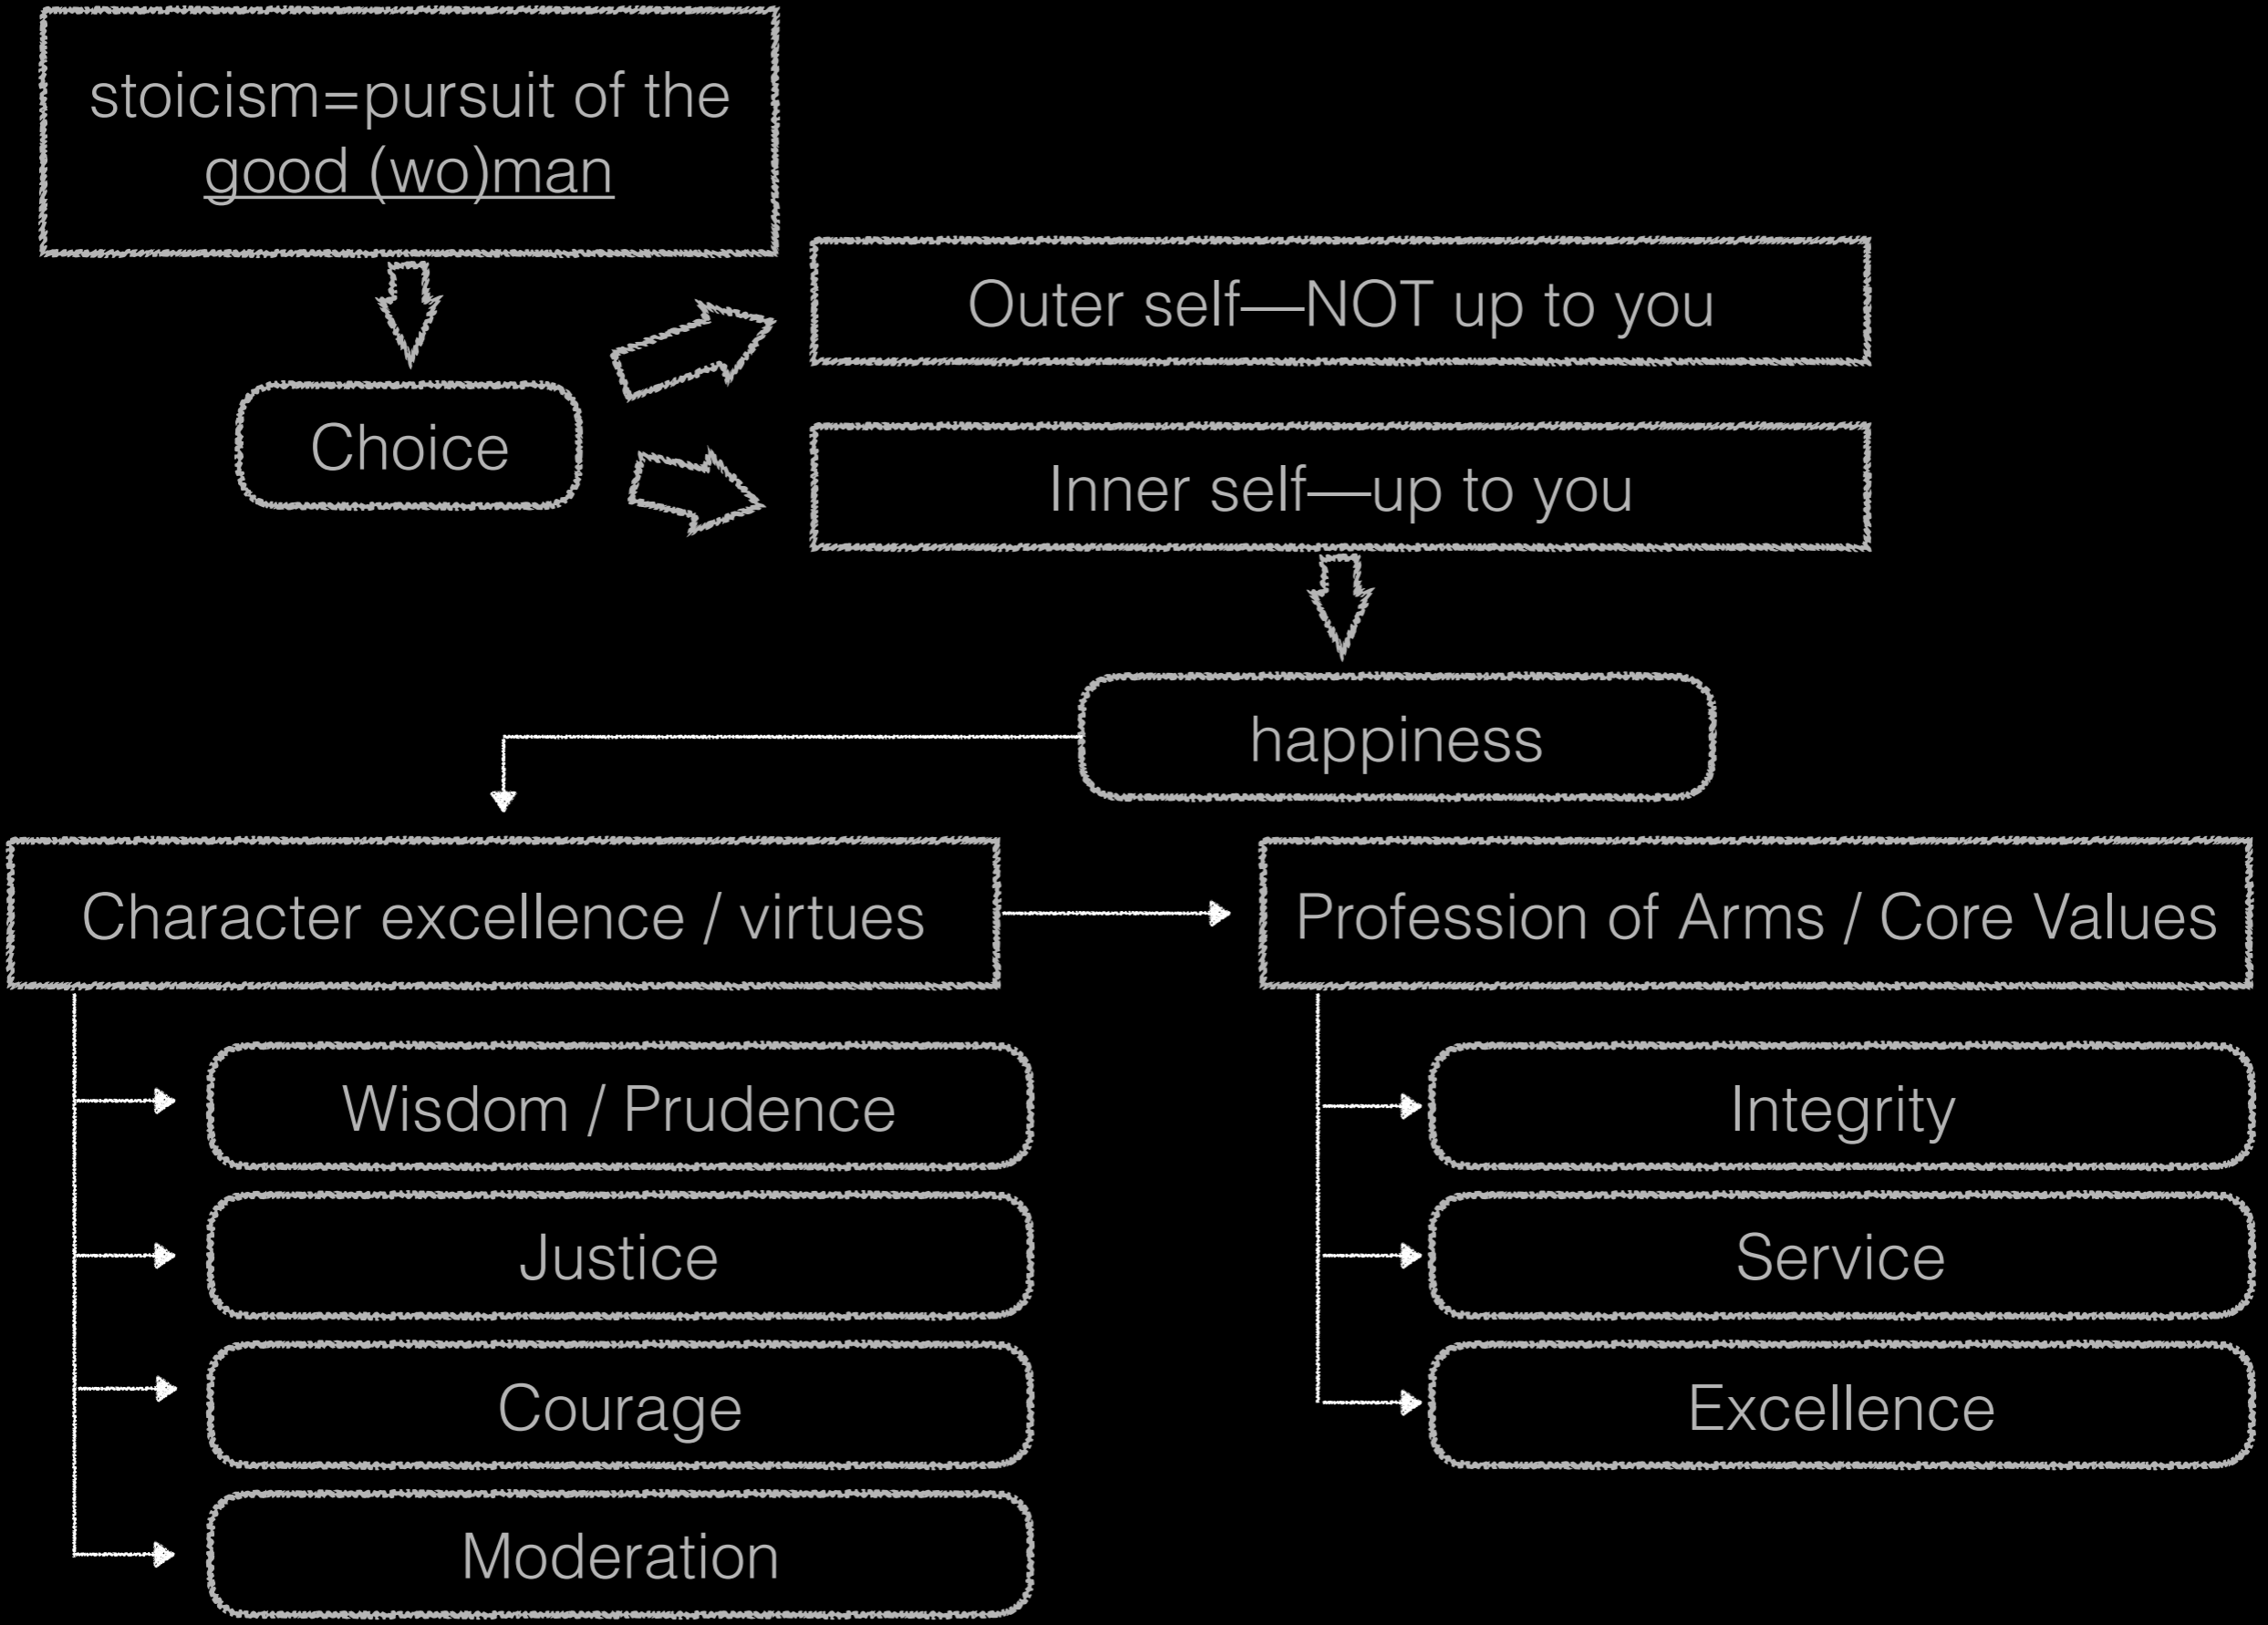 stoicism=pursuit of the
good (wo)man
Outer self—NOT up to you
Choice
Inner self—up to you
happiness
Character excellence / virtues
Profession of Arms / Core Values
Wisdom / Prudence
Justice
Courage
Moderation
Integrity
Service
Excellence